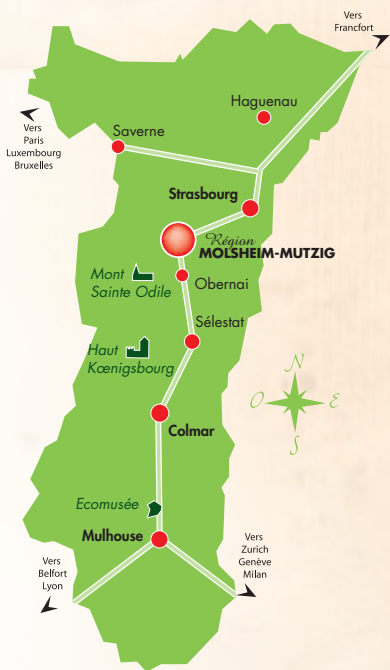 Vers
Francfort
Haguenau
Vers
Paris
Luxembourg
Bruxelles
Saverne
Strasbourg
Région
MOLSHEIM-MUTZIG
Mont
Sainte Odile
Obernai
Sélestat
Haut
Kœnigsbourg
N
O
E
S
Colmar
Ecomusée
Mulhouse
Vers
Belfort
Lyon
Vers
Zurich
Genève
Milan